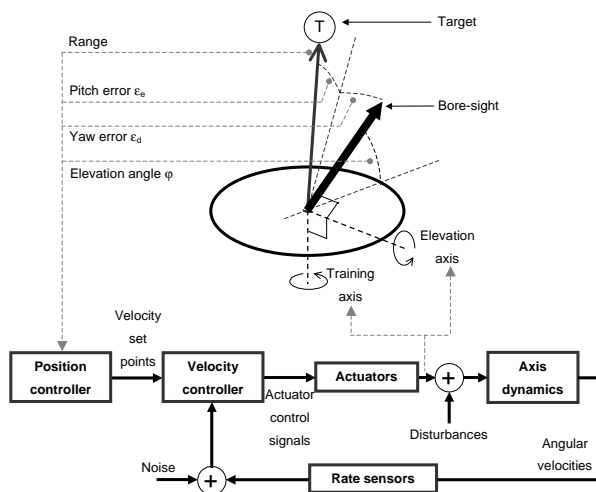 T
Target
Range
Pitch error εe
Bore-sight
Yaw error εd
Elevation angle φ
Elevation
axis
Training
axis
Velocity
set
points
Position
controller
Velocity
controller
Actuators
+
Axis
dynamics
Actuator
control
signals
Disturbances
Angular
velocities
Noise
+
Rate sensors